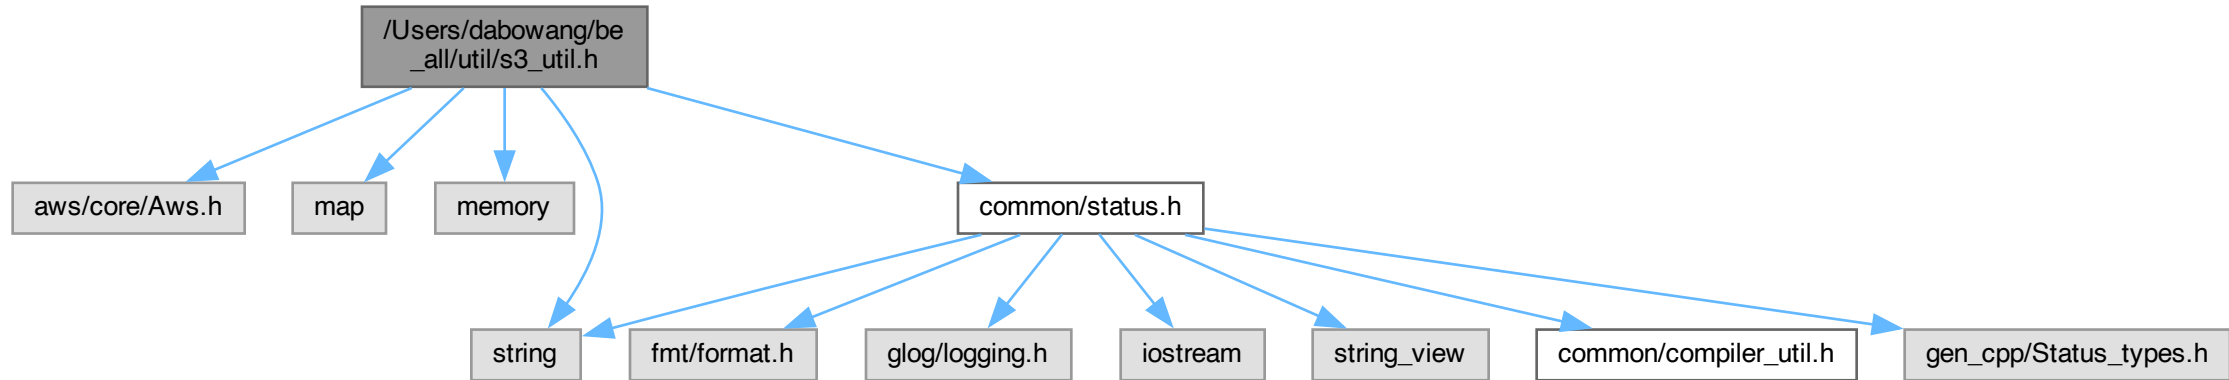 /Users/dabowang/be
_all/util/s3_util.h
aws/core/Aws.h
map
memory
common/status.h
string
fmt/format.h
glog/logging.h
iostream
string_view
common/compiler_util.h
gen_cpp/Status_types.h